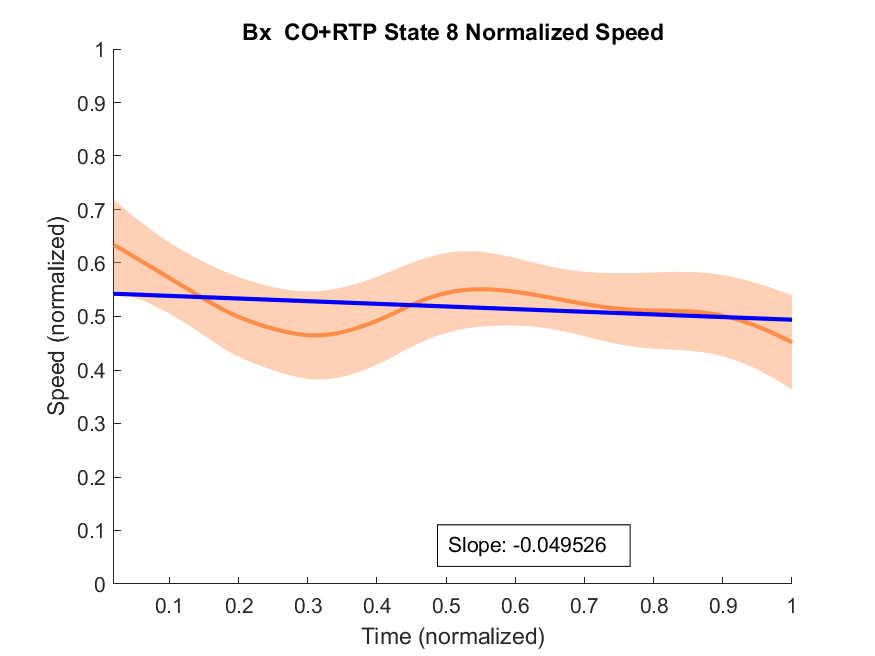 Bx  CO+RTP State 8 Normalized Speed
1
0.9
0.8
0.7
0.6
0.5
0.4
0.3
0.2
0.1
0
Speed (normalized)
Slope: -0.049526
0.1 0.2 0.3 0.4 0.5 0.6 0.7 0.8 0.9 1
Time (normalized)